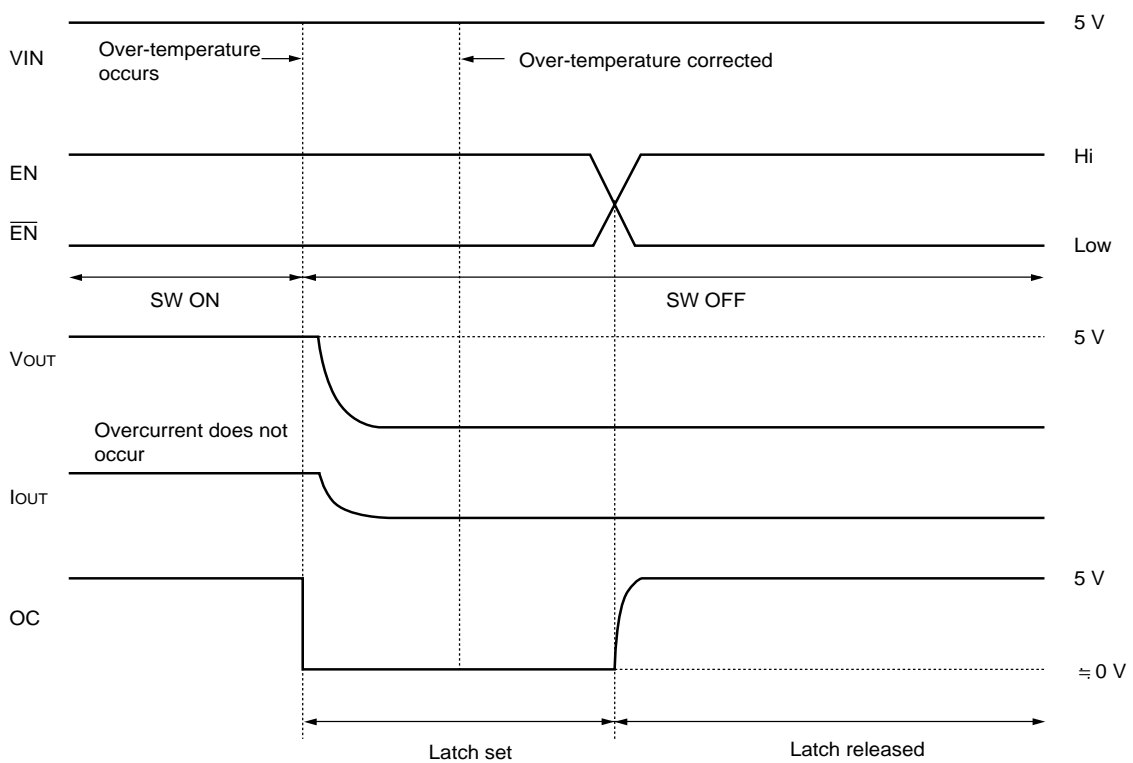 5 V
VIN
Over-temperature
occurs
Over-temperature corrected
EN
Hi
E̅N̅
Low
SW ON
SW OFF
VOUT
5 V
Overcurrent does not
occur
IOUT
OC
5 V
≒ 0 V
Latch set
Latch released